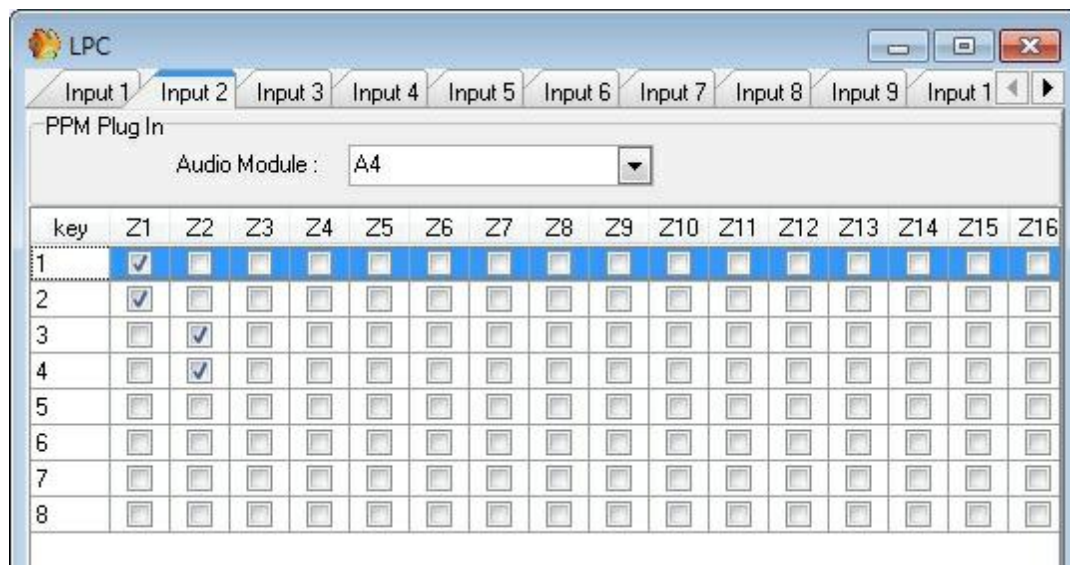 LPC
Input 1 Input 2 Input 3 Input 4 Input 5 Input 6 Input 7 Input 8 Input 9 Input 1
PPM Plug In
Audio Module : A4
key Z1 Z2 Z3 Z4 Z5 Z6 Z7 Z8 Z9 Z10 Z11 Z12 Z13 Z14 Z15 Z16
1
2
3
4
5
6
7
8